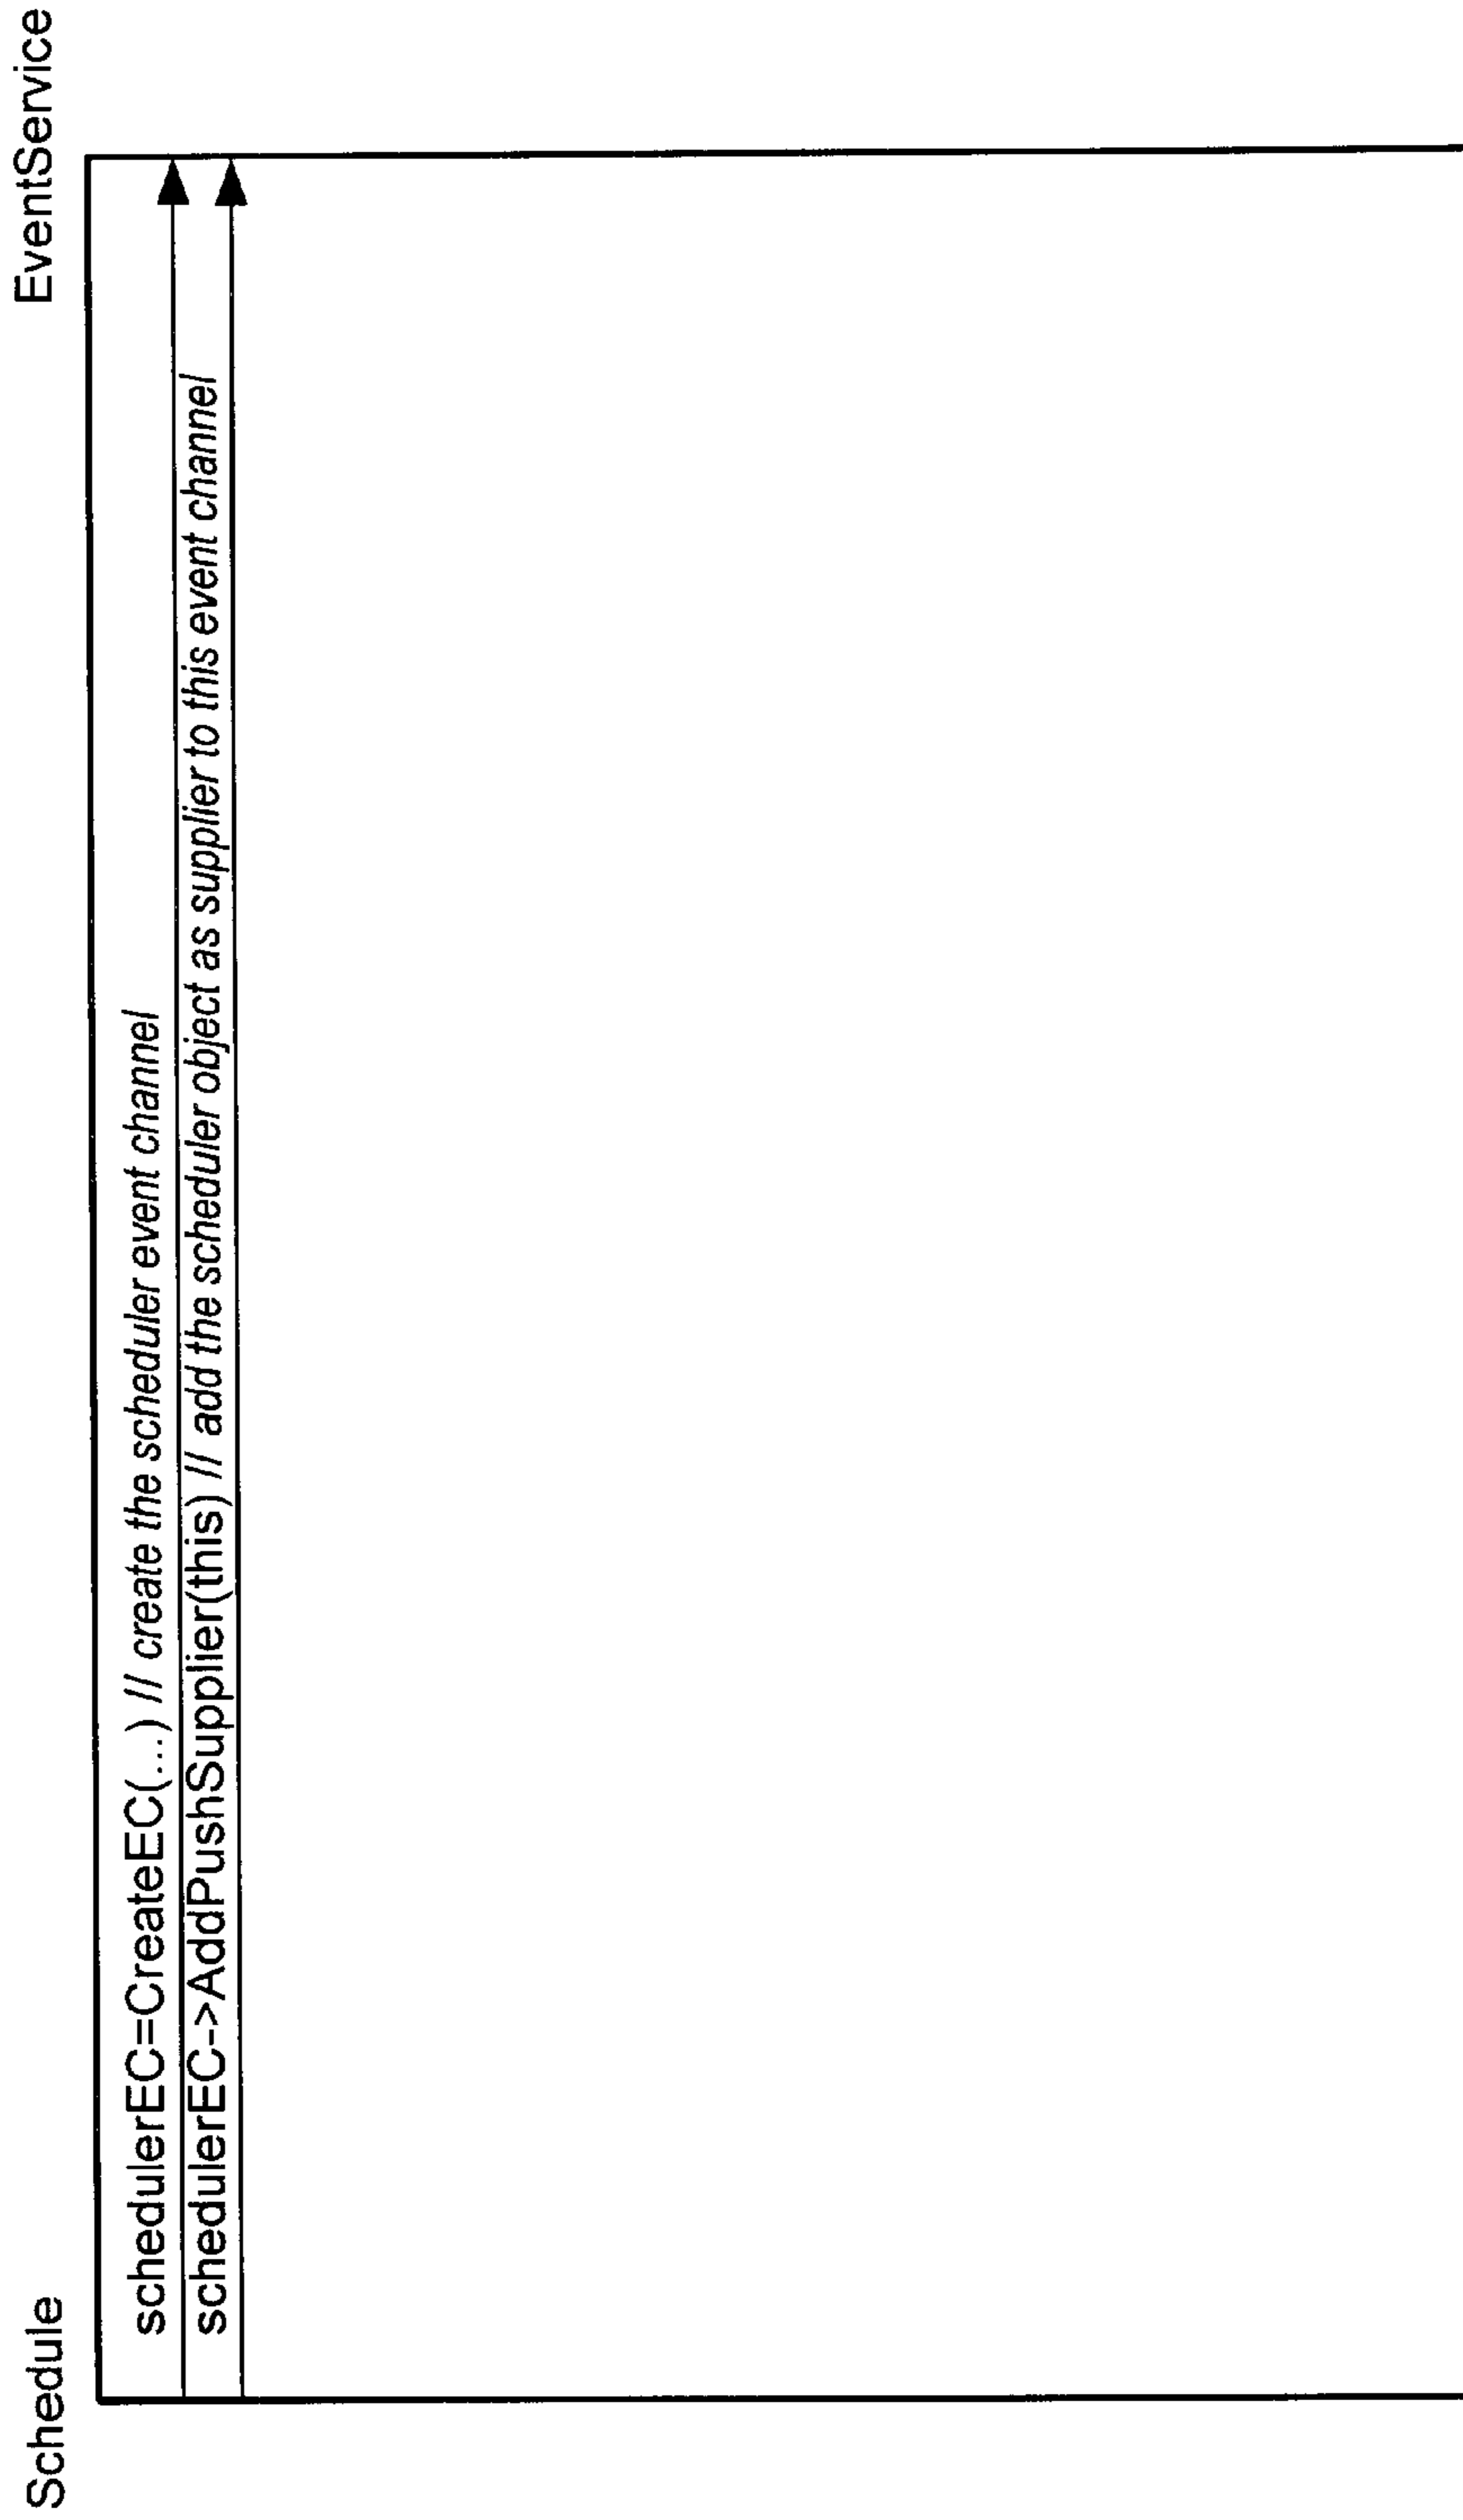 Schedule
EventService
schedulerEC=CreateEC(...) // create the scheduler event channel
schedulerEC->AddPushSupplier(this) // add the scheduler object as supplier to this event channel